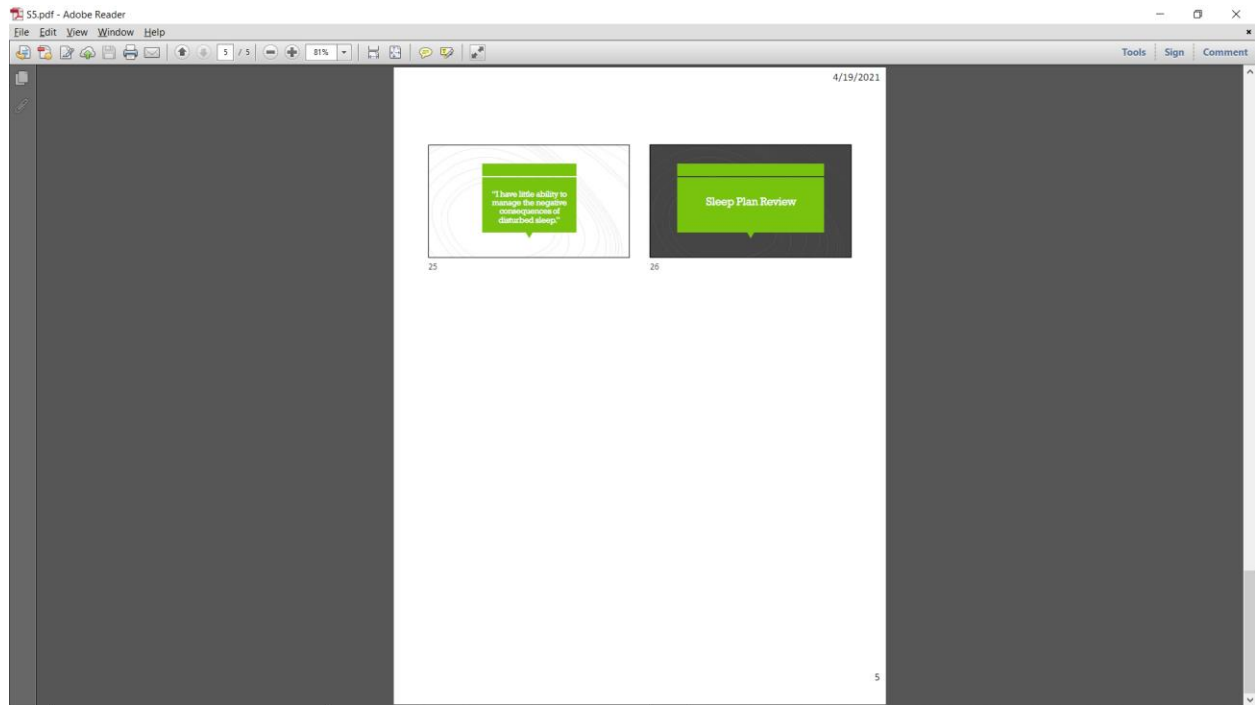 S5.pdf - Adobe Reader
File Edit View Window Help
5 / 5 81% Tools Sign Comment
4/19/2021
"I have little ability to
manage the negative
consequences of
disturbed sleep."
Sleep Plan Review
25 26
5